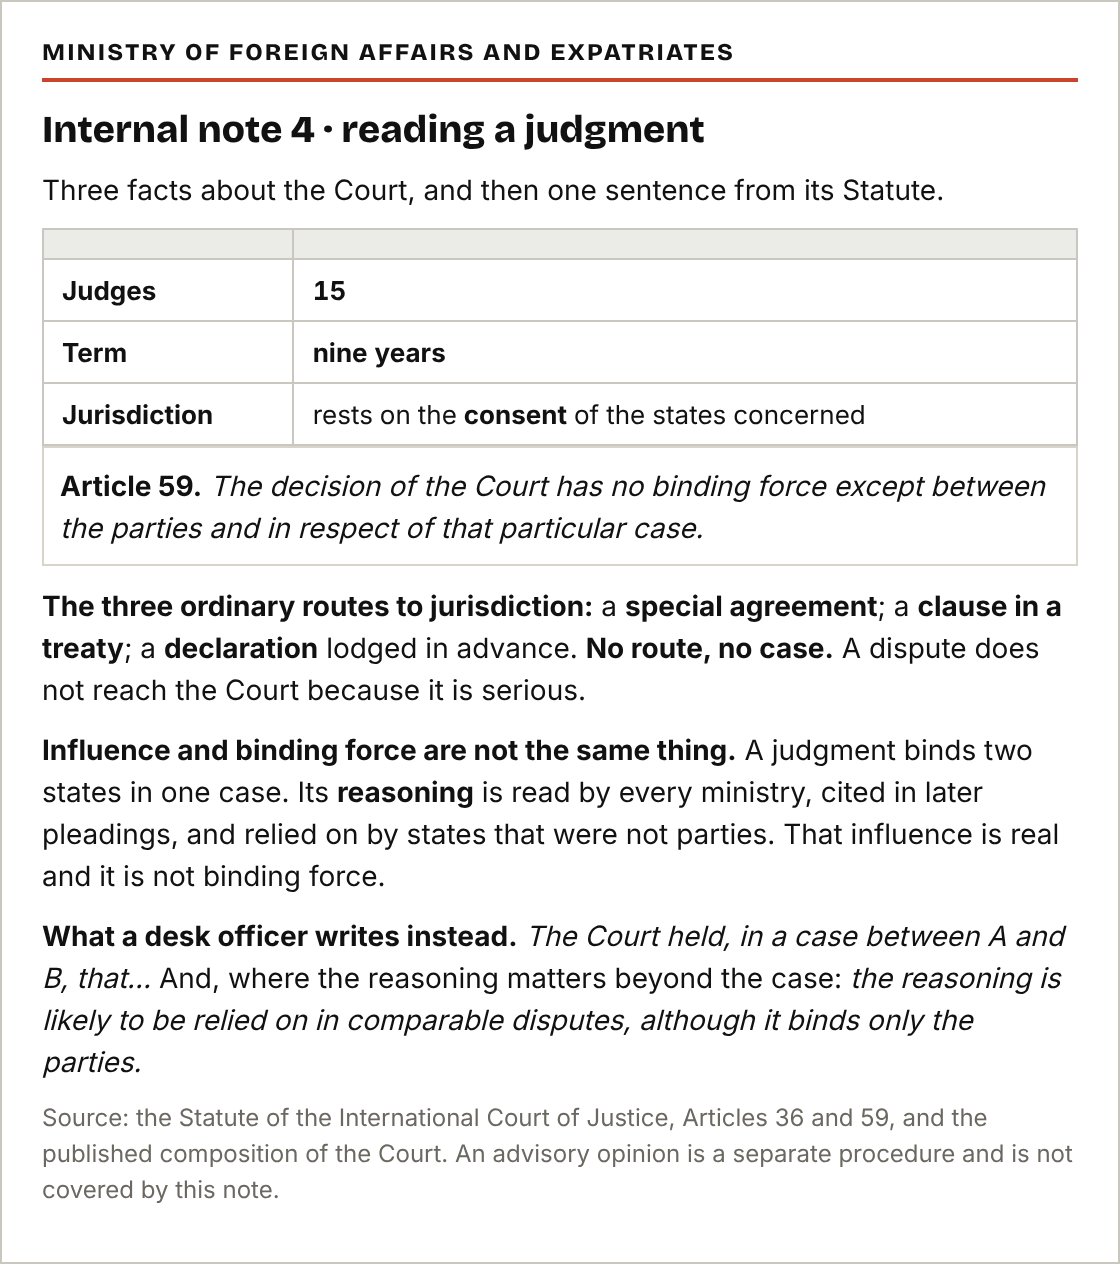 MINISTRY OF FOREIGN AFFAIRS AND EXPATRIATES
Internal note 4 · reading a judgment
Three facts about the Court, and then one sentence from its Statute.
Judges 15
Term nine years
Jurisdiction rests on the consent of the states concerned
Article 59. The decision of the Court has no binding force except between
the parties and in respect of that particular case.
The three ordinary routes to jurisdiction: a special agreement; a clause in a
treaty; a declaration lodged in advance. No route, no case. A dispute does
not reach the Court because it is serious.
Influence and binding force are not the same thing. A judgment binds two
states in one case. Its reasoning is read by every ministry, cited in later
pleadings, and relied on by states that were not parties. That influence is real
and it is not binding force.
What a desk officer writes instead. The Court held, in a case between A and
B, that... And, where the reasoning matters beyond the case: the reasoning is
likely to be relied on in comparable disputes, although it binds only the
parties.
Source: the Statute of the International Court of Justice, Articles 36 and 59, and the
published composition of the Court. An advisory opinion is a separate procedure and is not
covered by this note.